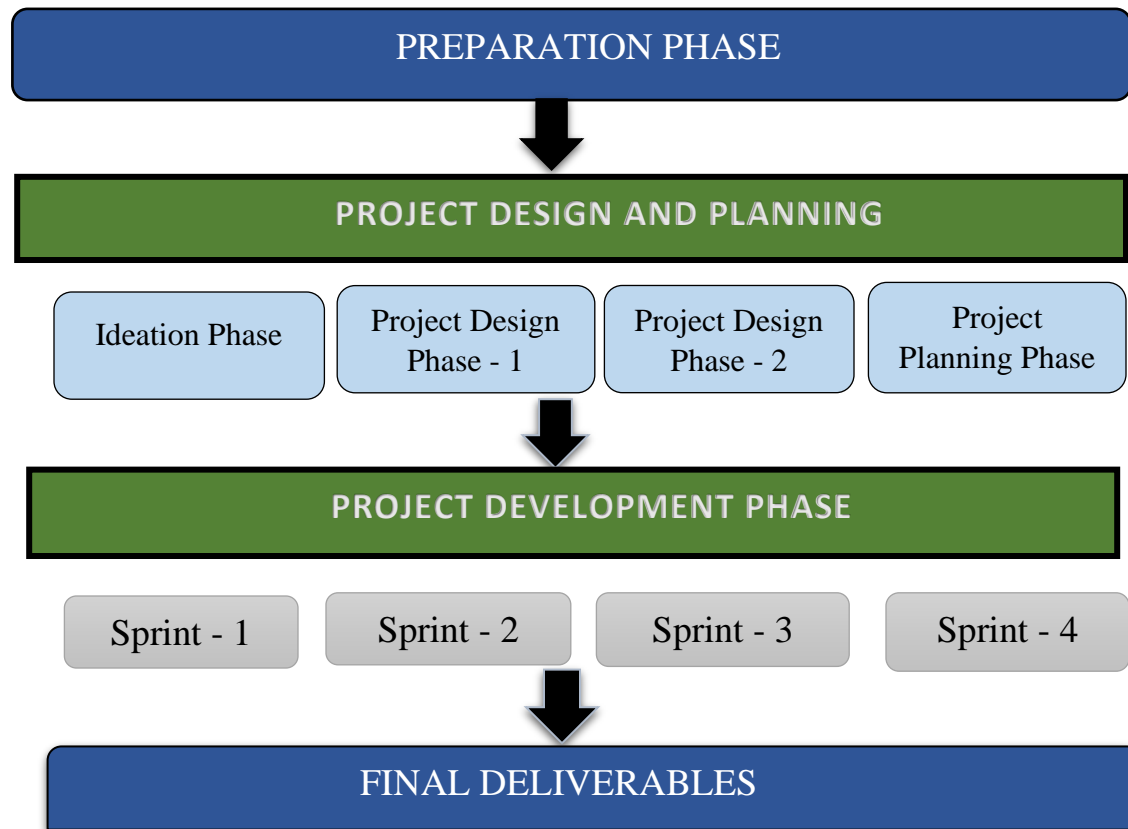 PREPARATION PHASE
PROJECT DESIGN AND PLANNING
Ideation Phase
Project Design
Phase - 1
Project Design
Phase - 2
Project
Planning Phase
PROJECT DEVELOPMENT PHASE
Sprint - 1
Sprint - 2
Sprint - 3
Sprint - 4
FINAL DELIVERABLES